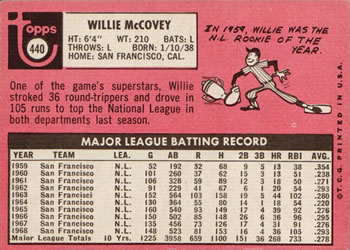 Topps
440
WILLIE McCOVEY
HT: 6'4" WT: 210 BATS: L
THROWS: L BORN: 1/10/38
HOME: SAN FRANCISCO, CAL.
IN 1959, WILLIE WAS THE
N.L. ROOKIE OF THE
YEAR.
One of the game's superstars, Willie
stroked 36 round-trippers and drove in
105 runs to top the National League in
both departments last season.
MAJOR LEAGUE BATTING RECORD
YEAR TEAM LEA. G AB R H 2B 3B HR RBI AVG.
1959 San Francisco N.L. 52 192 32 68 9 5 13 38 .354
1960 San Francisco N.L. 101 260 37 62 15 3 13 51 .238
1961 San Francisco N.L. 106 328 59 89 12 3 18 50 .271
1962 San Francisco N.L. 91 229 41 67 6 1 20 54 .293
1963 San Francisco N.L. 152 564 103 158 19 5 44 102 .280
1964 San Francisco N.L. 130 364 55 80 14 1 18 54 .220
1965 San Francisco N.L. 160 540 93 149 17 4 39 92 .276
1966 San Francisco N.L. 150 502 85 148 26 6 36 96 .295
1967 San Francisco N.L. 135 456 73 126 17 4 31 91 .276
1968 San Francisco N.L. 148 523 81 153 16 4 36 105 .293
Major League Totals 10 Yrs. 1225 3958 659 1100 151 36 268 733 .278
© T.C.G. PRINTED IN U.S.A.